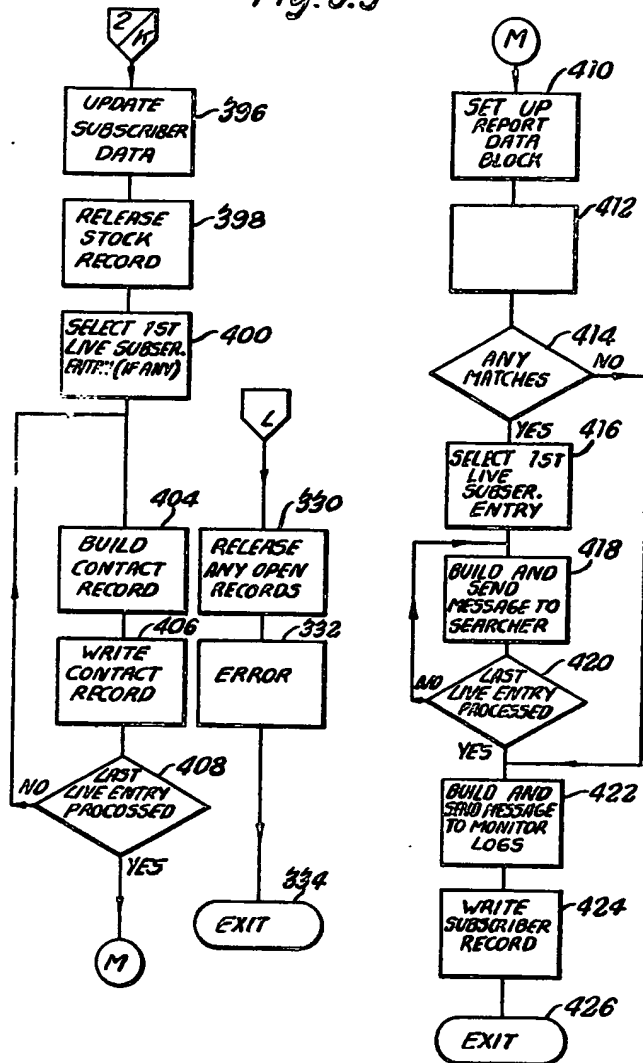 2/K
UPDATE
SUBSCRIBER
DATA
396
RELEASE
STOCK
RECORD
398
SELECT 1ST
LIVE SUBSER.
(IF ANY)
400
404
BUILD
CONTACT
RECORD
406
WRITE
CONTACT
RECORD
LAST
LIVE ENTRY
PROCOSSED
408
NO
YES
M
L
330
RELEASE
ANY OPEN
RECORDS
332
ERROR
334
EXIT
M
410
SET UP
REPORT
DATA
BLOCK
412
414
ANY
MATCHES
NO
YES
416
SELECT 1ST
LIVE
SUBSER.
ENTRY
418
BUILD AND
SEND
MESSAGE TO
SEARCHER
420
LAST
LIVE ENTRY
PROCESSED
NO
YES
422
BUILD AND
SEND MESSAGE
TO MONITOR
LOGS
424
WRITE
SUBSCRIBER
RECORD
426
EXIT